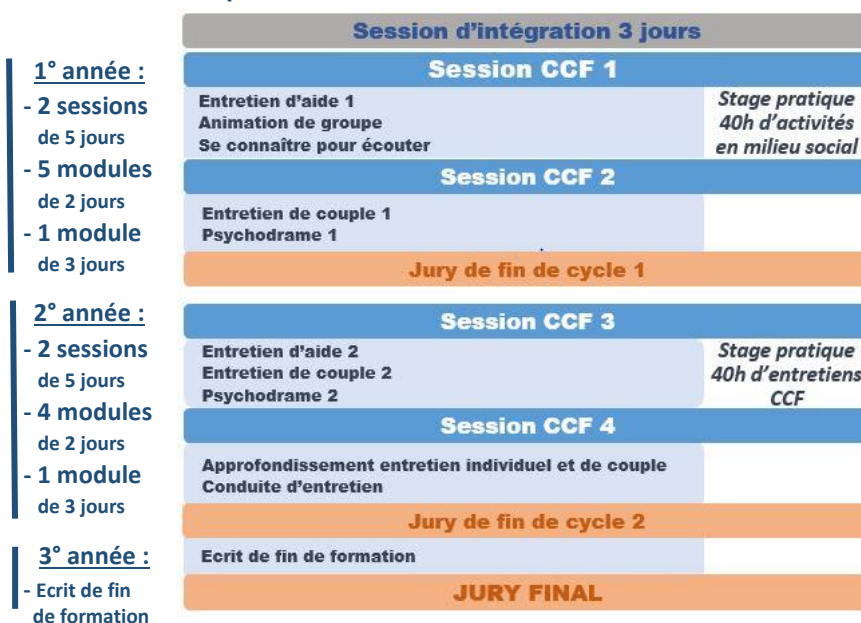 Session d'intégration 3 jours
1° année :
- 2 sessions
de 5 jours
- 5 modules
de 2 jours
- 1 module
de 3 jours
Session CCF 1
Entretien d'aide 1
Animation de groupe
Se connaître pour écouter
Stage pratique
40h d'activités
en milieu social
Session CCF 2
Entretien de couple 1
Psychodrame 1
Jury de fin de cycle 1
2° année :
- 2 sessions
de 5 jours
- 4 modules
de 2 jours
- 1 module
de 3 jours
Session CCF 3
Entretien d'aide 2
Entretien de couple 2
Psychodrame 2
Stage pratique
40h d'entretiens
CCF
Session CCF 4
Approfondissement entretien individuel et de couple
Conduite d'entretien
Jury de fin de cycle 2
3° année :
- Ecrit de fin
de formation
Ecrit de fin de formation
JURY FINAL